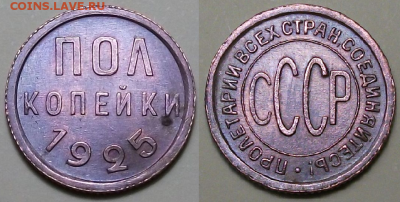 COINS.LAVE.RU
ПОЛ
КОПЕЙКИ
1925
ПРОЛЕТАРИИ ВСЕХ СТРАН, СОЕДИНЯЙТЕСЬ!
СССР